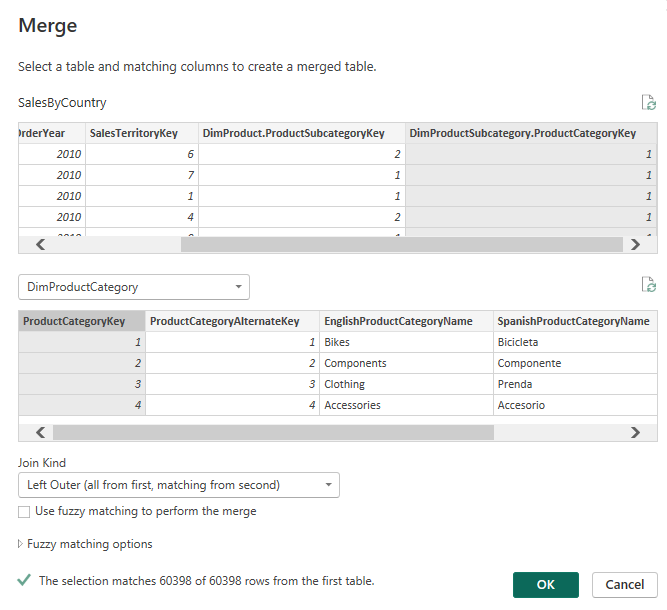 Merge
Select a table and matching columns to create a merged table.
SalesByCountry
OrderYear SalesTerritoryKey DimProduct.ProductSubcategoryKey DimProductSubcategory.ProductCategoryKey
2010 6 2 1
2010 7 1 1
2010 1 1 1
2010 4 2 1
DimProductCategory
ProductCategoryKey ProductCategoryAlternateKey EnglishProductCategoryName SpanishProductCategoryName
1 1 Bikes Bicicleta
2 2 Components Componente
3 3 Clothing Prenda
4 4 Accessories Accesorio
Join Kind
Left Outer (all from first, matching from second)
Use fuzzy matching to perform the merge
Fuzzy matching options
The selection matches 60398 of 60398 rows from the first table.
OK Cancel